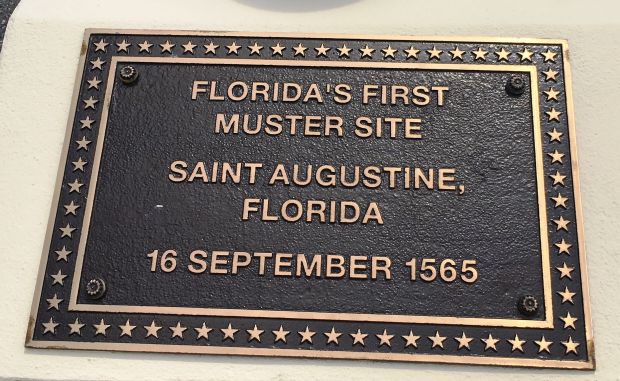 FLORIDA'S FIRST
MUSTER SITE
SAINT AUGUSTINE,
FLORIDA
16 SEPTEMBER 1565